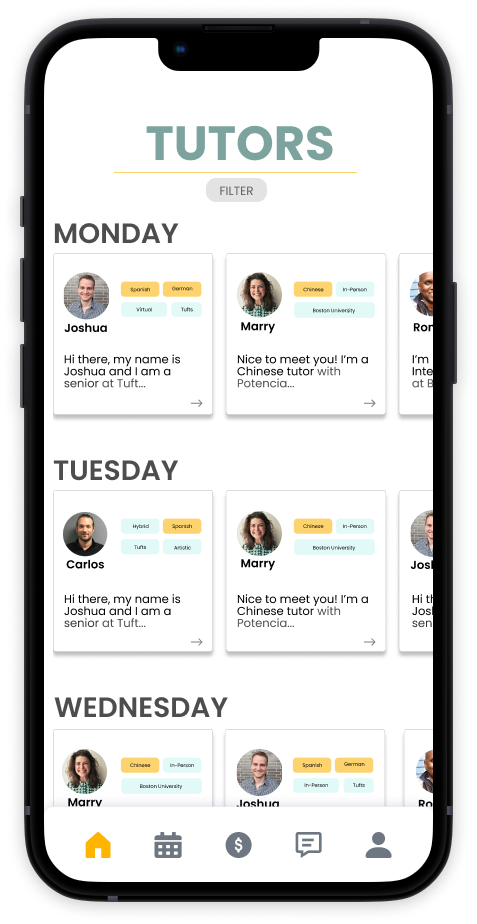 TUTORS
FILTER
MONDAY
Spanish German
Virtual Tufts
Joshua
Hi there, my name is
Joshua and I am a
senior at Tuft...
Chinese In-Person
Boston University
Marry
Nice to meet you! I'm a
Chinese tutor with
Potencia...
Ron
I'm
Inte
at B
TUESDAY
Hybrid Spanish
Tufts Artistic
Carlos
Hi there, my name is
Joshua and I am a
senior at Tuft...
Chinese In-Person
Boston University
Marry
Nice to meet you! I'm a
Chinese tutor with
Potencia...
Josh
Hi th
Josh
sen
WEDNESDAY
Chinese In-Person
Boston University
Marry
Spanish German
In-Person Tufts
Joshua
Ro